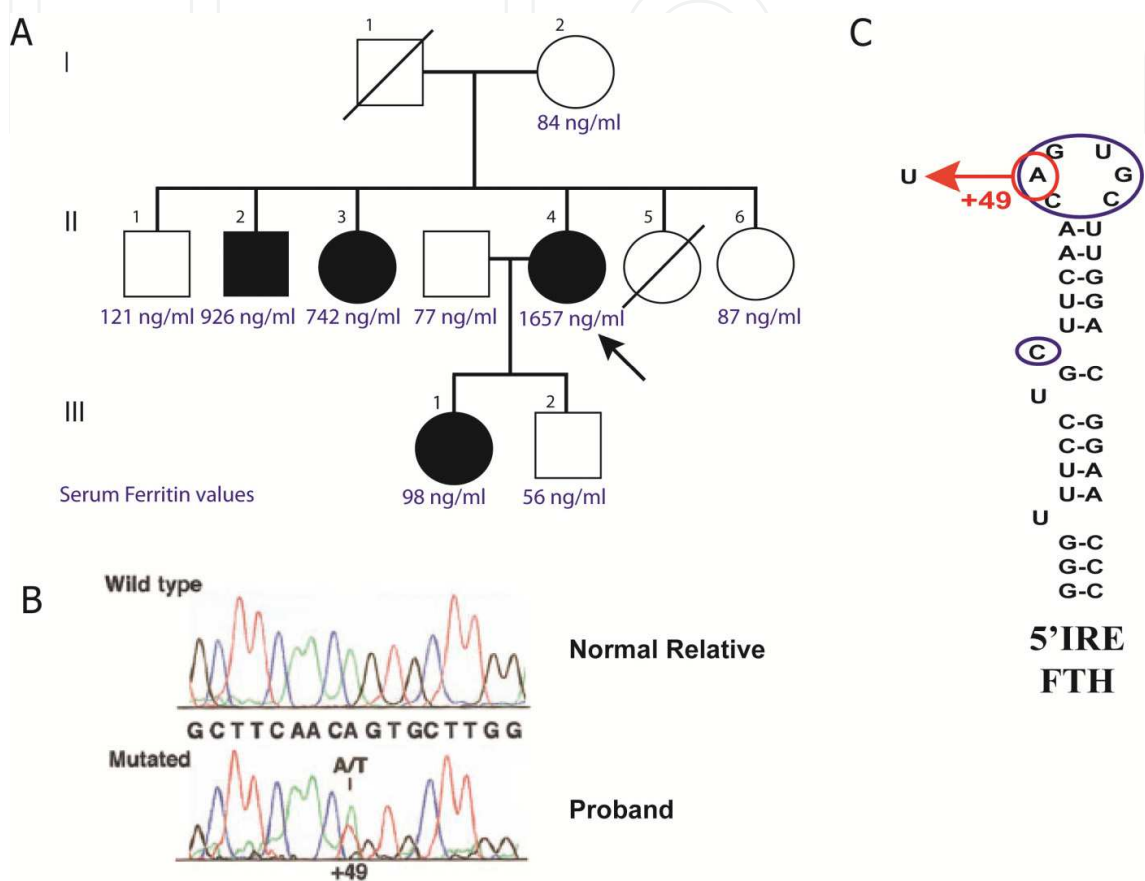 A
I
1
2
84 ng/ml
II
1
2
3
4
5
6
121 ng/ml
926 ng/ml
742 ng/ml
77 ng/ml
1657 ng/ml
87 ng/ml
III
1
2
98 ng/ml
56 ng/ml
Serum Ferritin values
B
Wild type
Normal Relative
G C T T C A A C A G T G C T T G G
Mutated
A/T
Proband
+49
C
G U
U A G
+49
C C
A-U
A-U
C-G
U-G
U-A
C
G-C
U
C-G
C-G
U-A
U-A
U
G-C
G-C
G-C
5'IRE
FTH